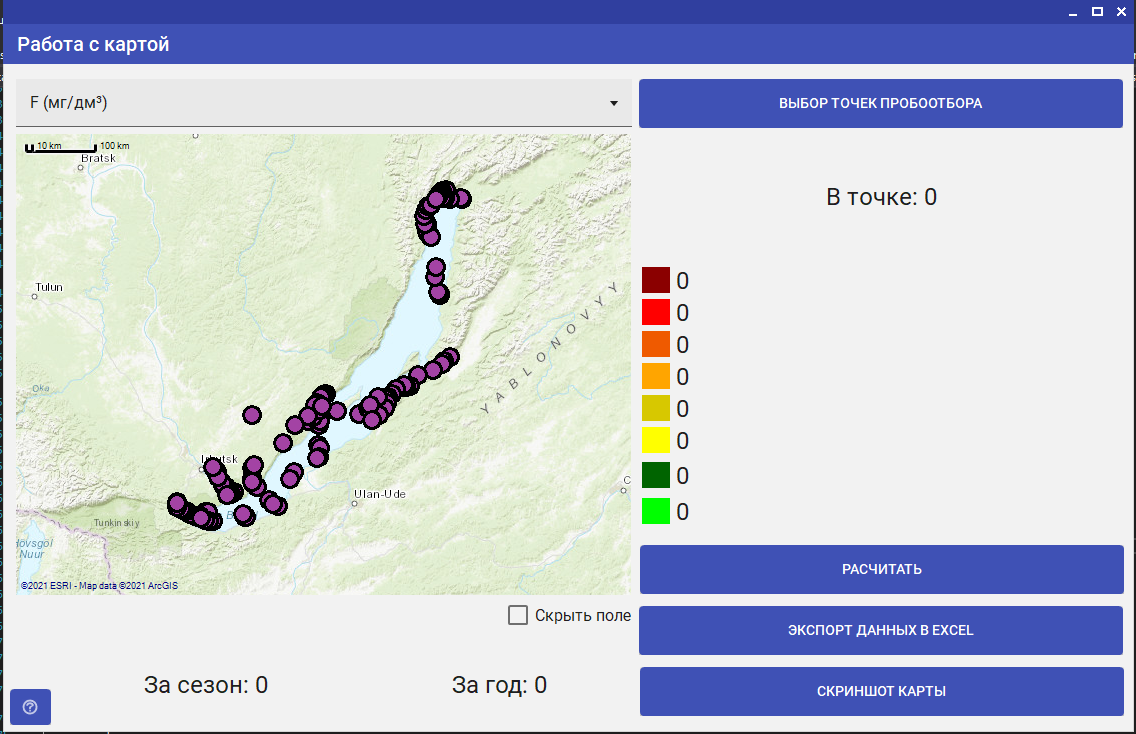 Работа с картой
F (мг/дм³)
ВЫБОР ТОЧЕК ПРОБООТБОРА
10 km 100 km
Bratsk
В точке: 0
0
Tulun
0
YABLONOVYY
0
0
Oka
0
0
Ulan-Ude
0
Tunkinskiy
0
Hövsgöl
Nuur
©2021 ESRI - Map data ©2021 ArcGIS
РАСЧИТАТЬ
Скрыть поле
ЭКСПОРТ ДАННЫХ В EXCEL
За сезон: 0
За год: 0
СКРИНШОТ КАРТЫ